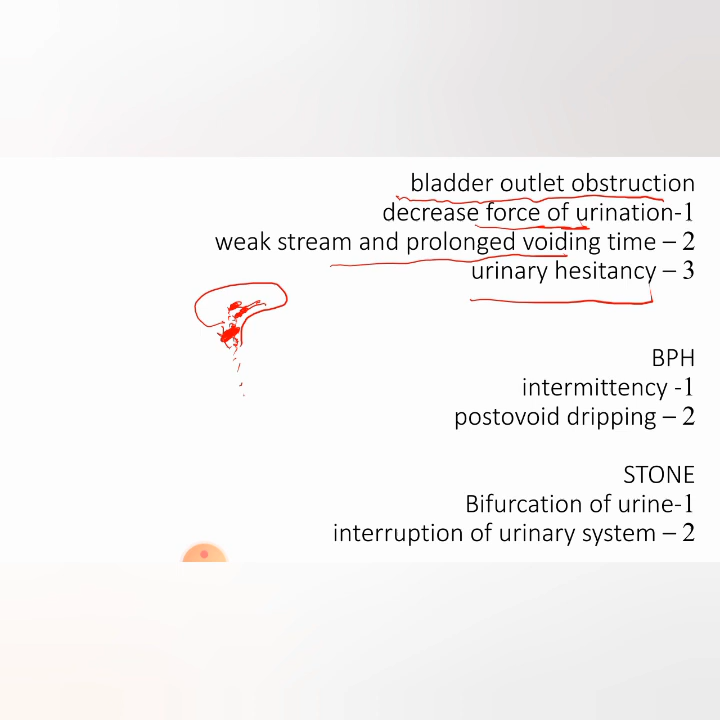 bladder outlet obstruction
decrease force of urination-1
weak stream and prolonged voiding time – 2
urinary hesitancy – 3
BPH
intermittency -1
postovoid dripping – 2
STONE
Bifurcation of urine-1
interruption of urinary system – 2